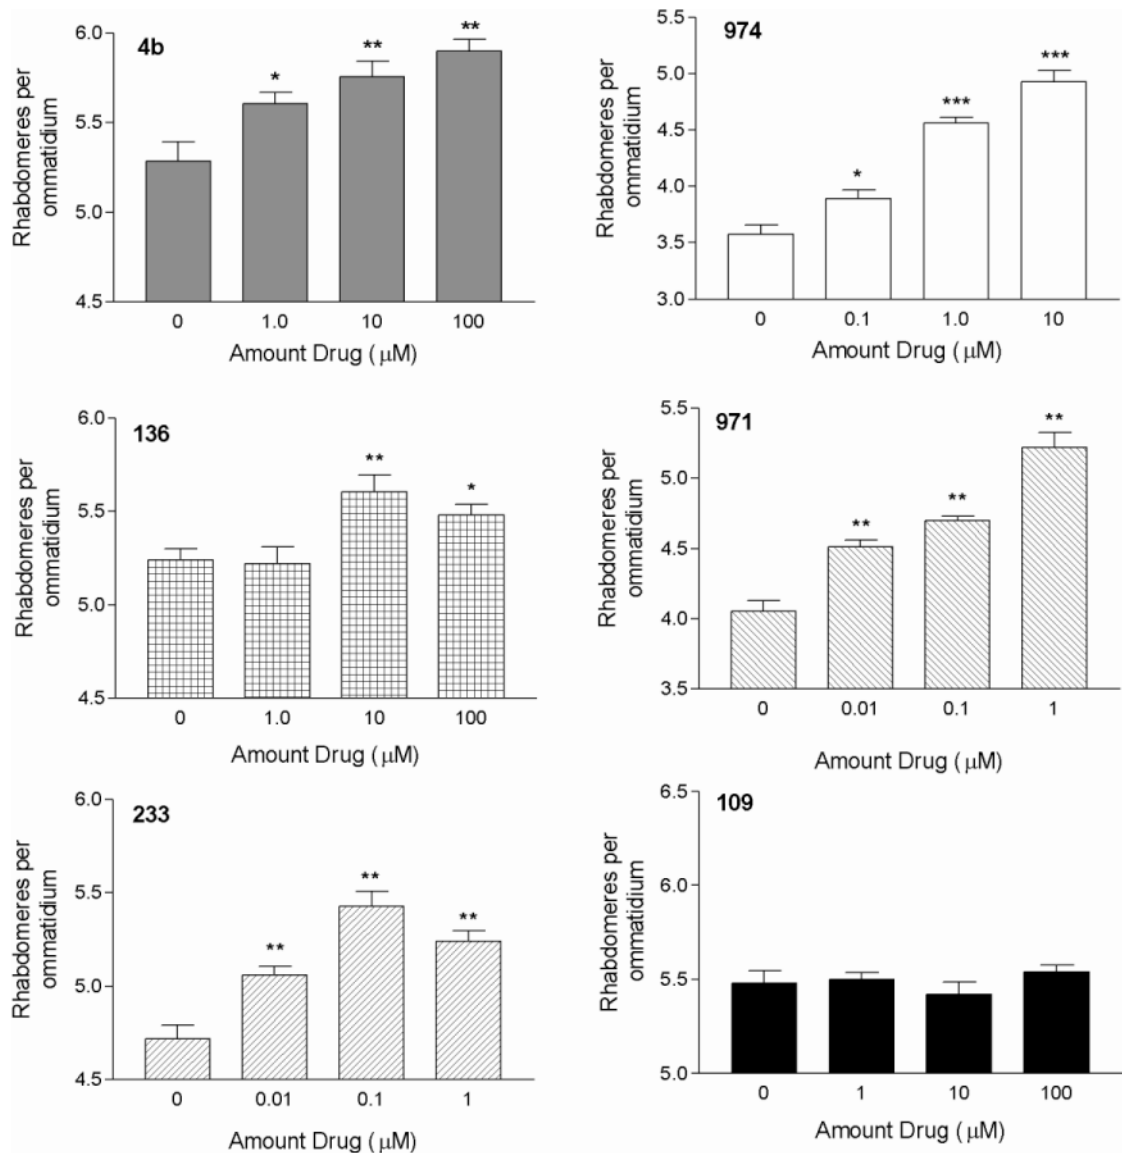 4b
Rhabdomeres per
ommatidium
6.0
5.5
5.0
4.5
*
**
**
0 1.0 10 100
Amount Drug ( μM)
974
Rhabdomeres per
ommatidium
5.5
5.0
4.5
4.0
3.5
3.0
*
***
***
0 0.1 1.0 10
Amount Drug ( μM)
136
Rhabdomeres per
ommatidium
6.0
5.5
5.0
4.5
**
*
0 1.0 10 100
Amount Drug ( μM)
971
Rhabdomeres per
ommatidium
5.5
5.0
4.5
4.0
3.5
**
**
**
0 0.01 0.1 1
Amount Drug ( μM)
233
Rhabdomeres per
ommatidium
6.0
5.5
5.0
4.5
**
**
**
0 0.01 0.1 1
Amount Drug ( μM)
109
Rhabdomeres per
ommatidium
6.5
6.0
5.5
5.0
0 1 10 100
Amount Drug ( μM)